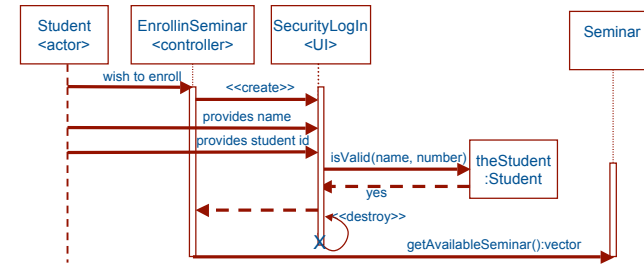 Student
<actor>
EnrollinSeminar
<controller>
SecurityLogIn
<UI>
Seminar
wish to enroll
<<create>>
provides name
provides student id
isValid(name, number)
theStudent
:Student
yes
<<destroy>>
X
getAvailableSeminar():vector